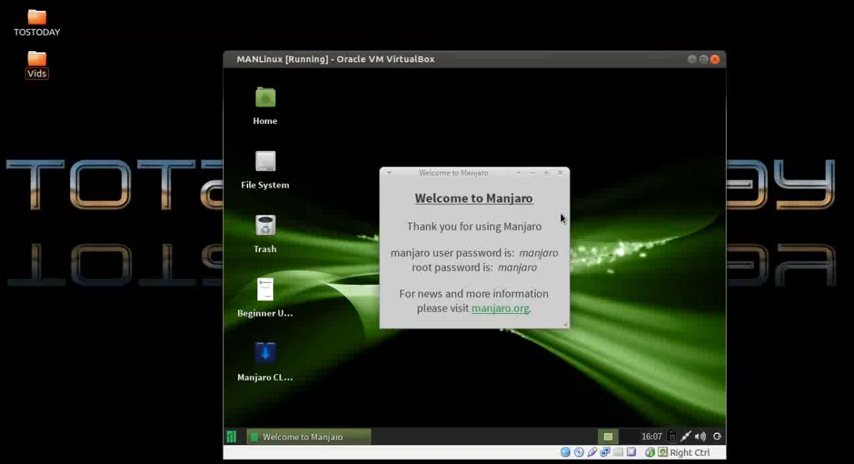 TOSTODAY
Vids
MANLinux [Running] - Oracle VM VirtualBox
Home
File System
Trash
Beginner U...
Manjaro CL...
Welcome to Manjaro
Welcome to Manjaro
Thank you for using Manjaro
manjaro user password is: manjaro
root password is: manjaro
For news and more information
please visit manjaro.org.
Welcome to Manjaro
16:07
Right Ctrl